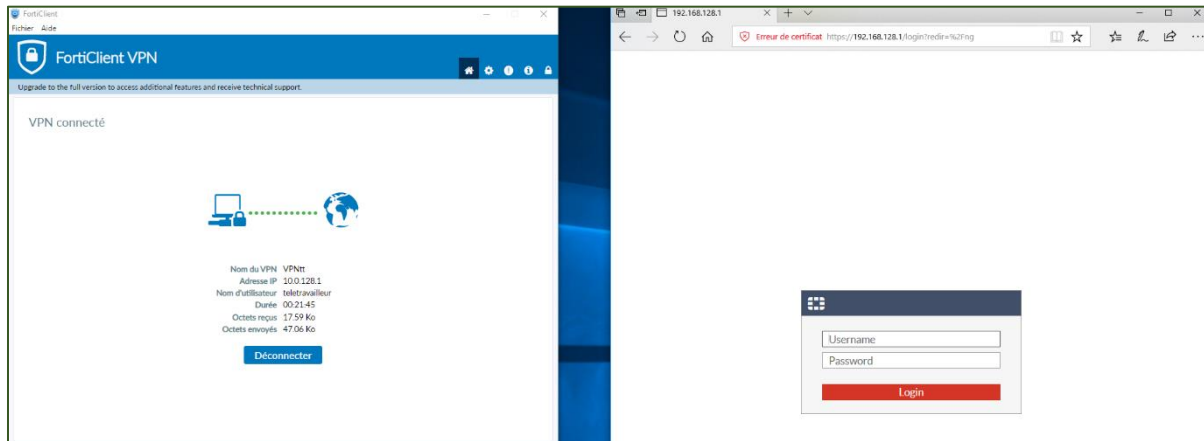 FortiClient
Fichier Aide
FortiClient VPN
Upgrade to the full version to access additional features and receive technical support.
VPN connecté
Nom du VPN VPNtt
Adresse IP 10.0.128.1
Nom d'utilisateur teletravailleur
Durée 00:21:45
Octets reçus 17.59 Ko
Octets envoyés 47.06 Ko
Déconnecter
192.168.128.1
Erreur de certificat https://192.168.128.1/login?redir=%2Fng
Username
Password
Login